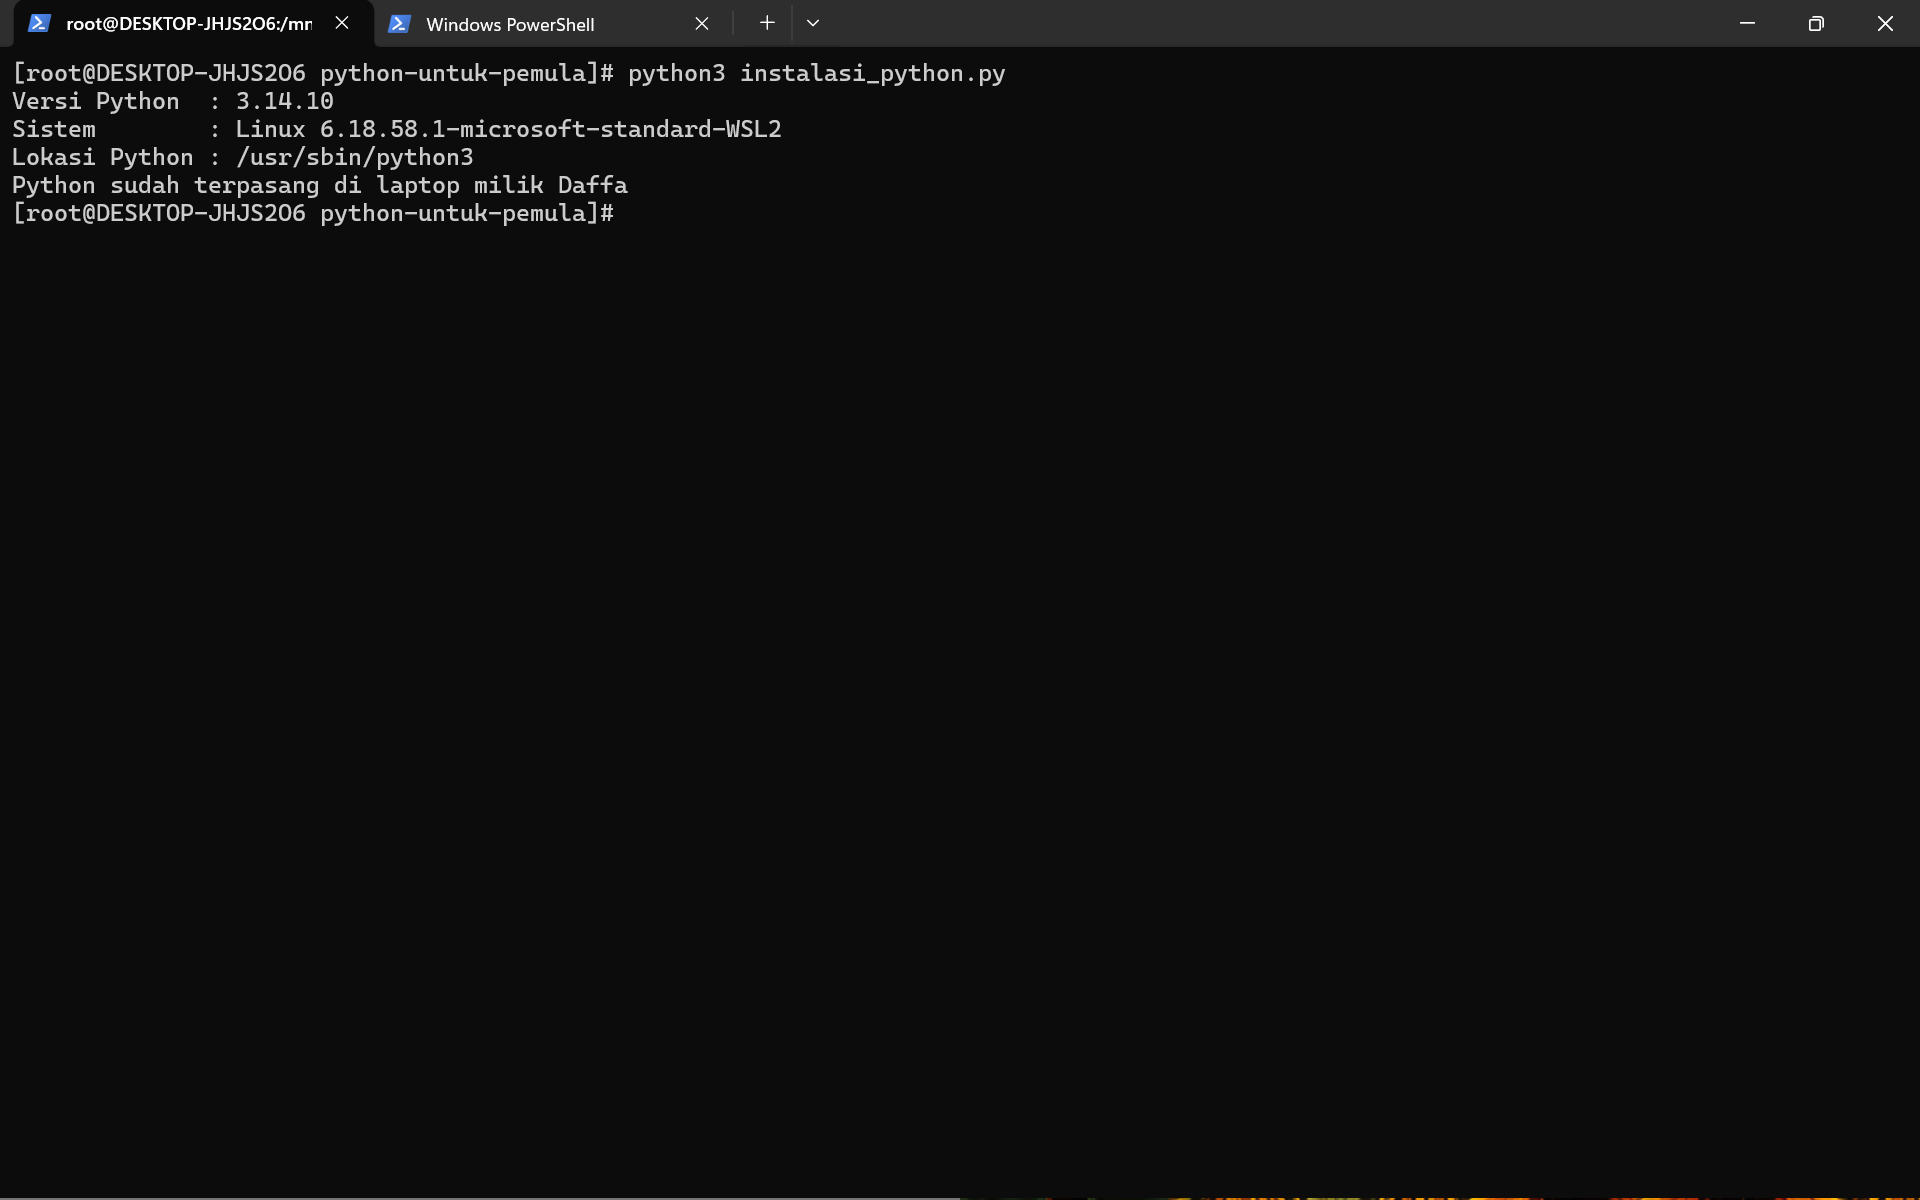 root@DESKTOP-JHJS2O6:/mn
Windows PowerShell
[root@DESKTOP-JHJS2O6 python-untuk-pemula]# python3 instalasi_python.py
Versi Python  : 3.14.10
Sistem        : Linux 6.18.58.1-microsoft-standard-WSL2
Lokasi Python : /usr/sbin/python3
Python sudah terpasang di laptop milik Daffa
[root@DESKTOP-JHJS2O6 python-untuk-pemula]#